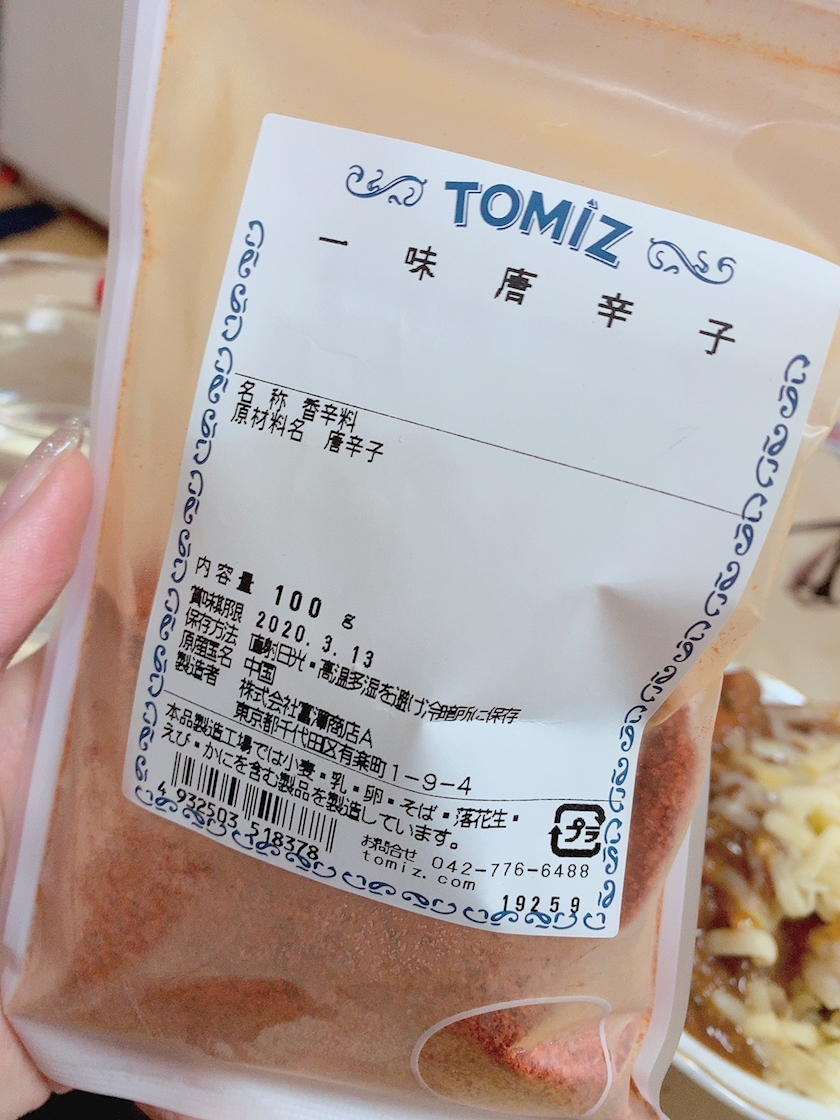 TOMIZ
一味唐辛子
名称 香辛料
原材料名 唐辛子
内容量 100g
賞味期限 2020.3.13
保存方法 直射日光・高温多湿を避け冷暗所に保存
原産国名 中国
製造者 株式会社富澤商店A
東京都千代田区有楽町1-9-4
本品製造工場では小麦・乳・卵・そば・落花生・
えび・かにを含む製品を製造しています。
4 932503 518378
プラ
お問合せ 042-776-6488
tomiz.com
19259